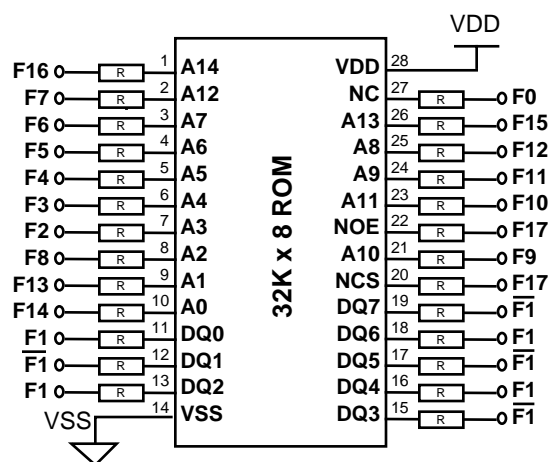 VDD
F16 R 1 A14 VDD 28
F7 R 2 A12 NC 27 R F0
F6 R 3 A7 A13 26 R F15
F5 R 4 A6 A8 25 R F12
F4 R 5 A5 A9 24 R F11
F3 R 6 A4 A11 23 R F10
F2 R 7 A3 NOE 22 R F17
F8 R 8 A2 A10 21 R F9
F13 R 9 A1 NCS 20 R F17
F14 R 10 A0 DQ7 19 R F̅1̅
F1 R 11 DQ0 DQ6 18 R F1
F̅1̅ R 12 DQ1 DQ5 17 R F̅1̅
F1 R 13 DQ2 DQ4 16 R F1
VSS 14 VSS DQ3 15 R F̅1̅
32K x 8 ROM